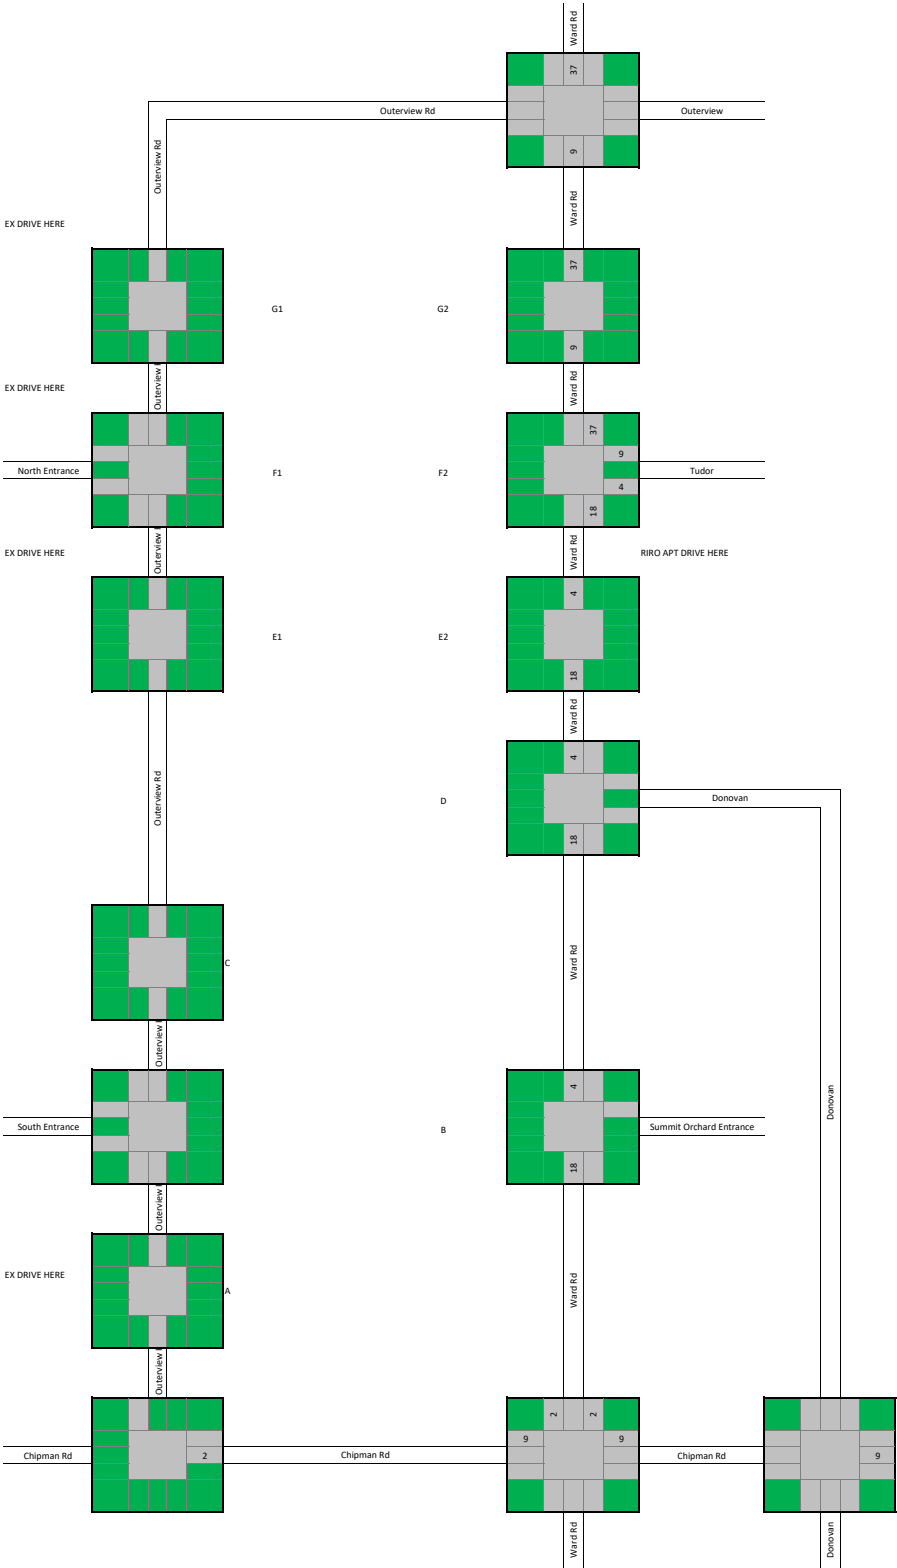 Ward Rd
37
Outerview Rd
Outerview
9
Outerview Rd
Ward Rd
EX DRIVE HERE
37
G1
G2
9
Outerview
Ward Rd
EX DRIVE HERE
37
9
North Entrance
F1
F2
Tudor
4
18
Outerview
Ward Rd
EX DRIVE HERE
RIRO APT DRIVE HERE
4
E1
E2
18
Ward Rd
4
Outerview Rd
D
Donovan
18
Ward Rd
C
Outerview
4
Donovan
South Entrance
B
Summit Orchard Entrance
18
Outerview
EX DRIVE HERE
A
Ward Rd
Outerview
2
2
9
9
Chipman Rd
2
Chipman Rd
Chipman Rd
9
Ward Rd
Donovan